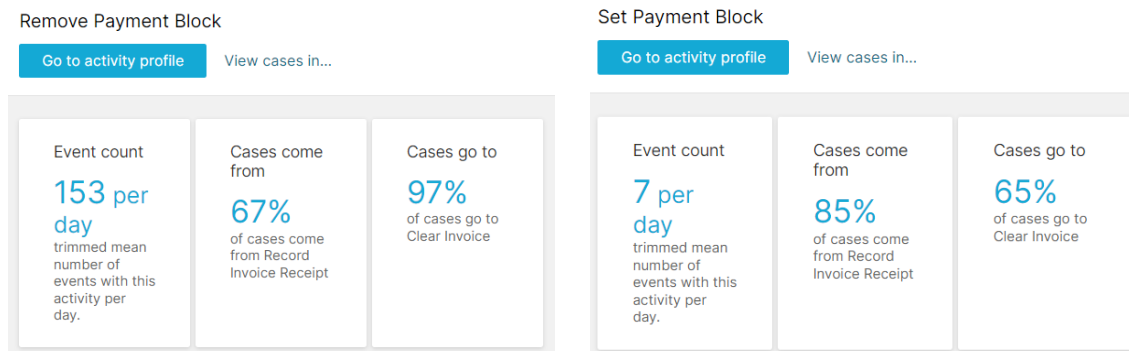 Remove Payment Block
Go to activity profile
View cases in...
Event count
153 per
day
trimmed mean
number of
events with this
activity per
day.
Cases come
from
67%
of cases come
from Record
Invoice Receipt
Cases go to
97%
of cases go to
Clear Invoice
Set Payment Block
Go to activity profile
View cases in...
Event count
7 per
day
trimmed mean
number of
events with this
activity per
day.
Cases come
from
85%
of cases come
from Record
Invoice Receipt
Cases go to
65%
of cases go to
Clear Invoice